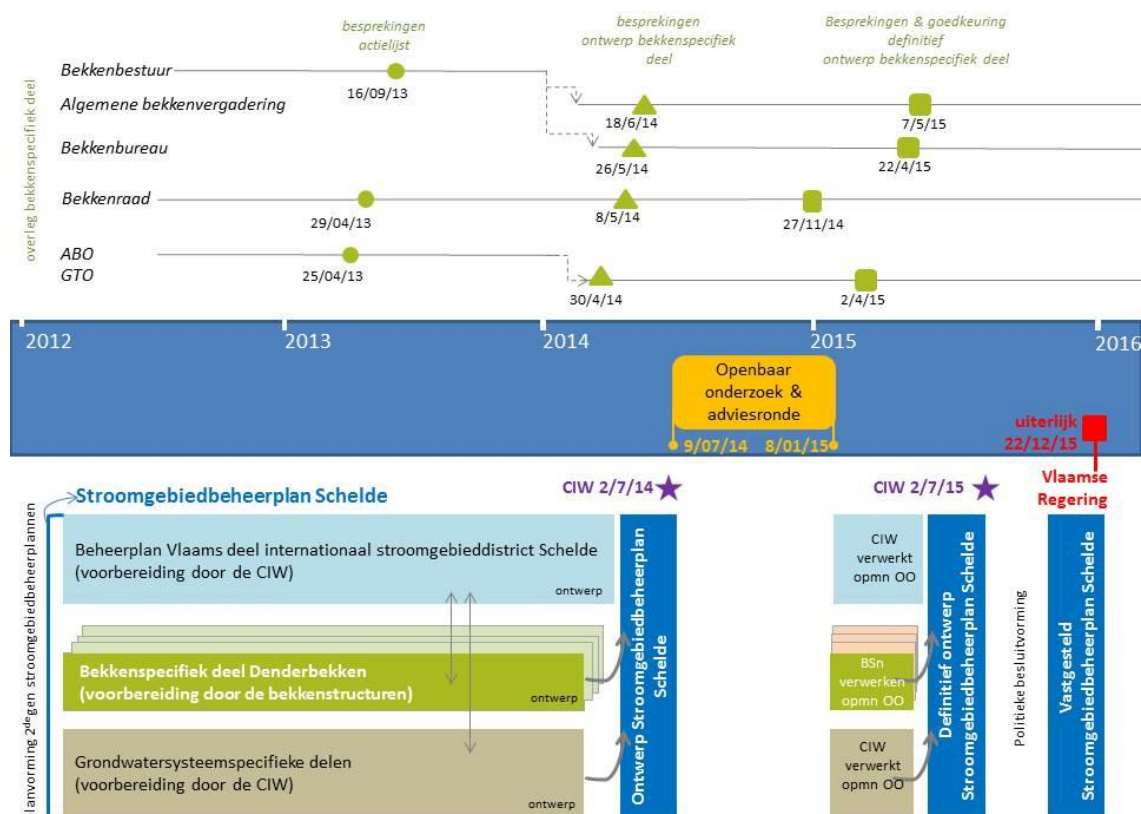 besprekingen
actielijst
besprekingen
ontwerp bekkenspecifiek
deel
Besprekingen & goedkeuring
definitief
ontwerp bekkenspecifiek deel
overleg bekkenspecifiek deel
Bekkenbestuur
16/09/13
Algemene bekkenvergadering
18/6/14
7/5/15
Bekkenbureau
26/5/14
22/4/15
Bekkenraad
29/04/13
8/5/14
27/11/14
ABO
GTO
25/04/13
30/4/14
2/4/15
2012
2013
2014
2015
2016
Openbaar
onderzoek &
adviesronde
9/07/14
8/01/15
uiterlijk
22/12/15
Vlaamse
Regering
Stroomgebiedbeheerplan Schelde
CIW 2/7/14
CIW 2/7/15
2de gen stroomgebiedbeheerplannen
Beheerplan Vlaams deel internationaal stroomgebieddistrict Schelde
(voorbereiding door de CIW)
ontwerp
Bekkenspecifiek deel Denderbekken
(voorbereiding door de bekkenstructuren)
ontwerp
Grondwatersysteemspecifieke delen
(voorbereiding door de CIW)
ontwerp
Ontwerp Stroomgebiedbeheerplan
Schelde
CIW
verwerkt
opmn OO
BSn
verwerken
opmn OO
CIW
verwerkt
opmn OO
Definitief ontwerp
Stroomgebiedbeheerplan Schelde
Politieke besluitvorming
Vastgesteld
Stroomgebiedbeheerplan Schelde